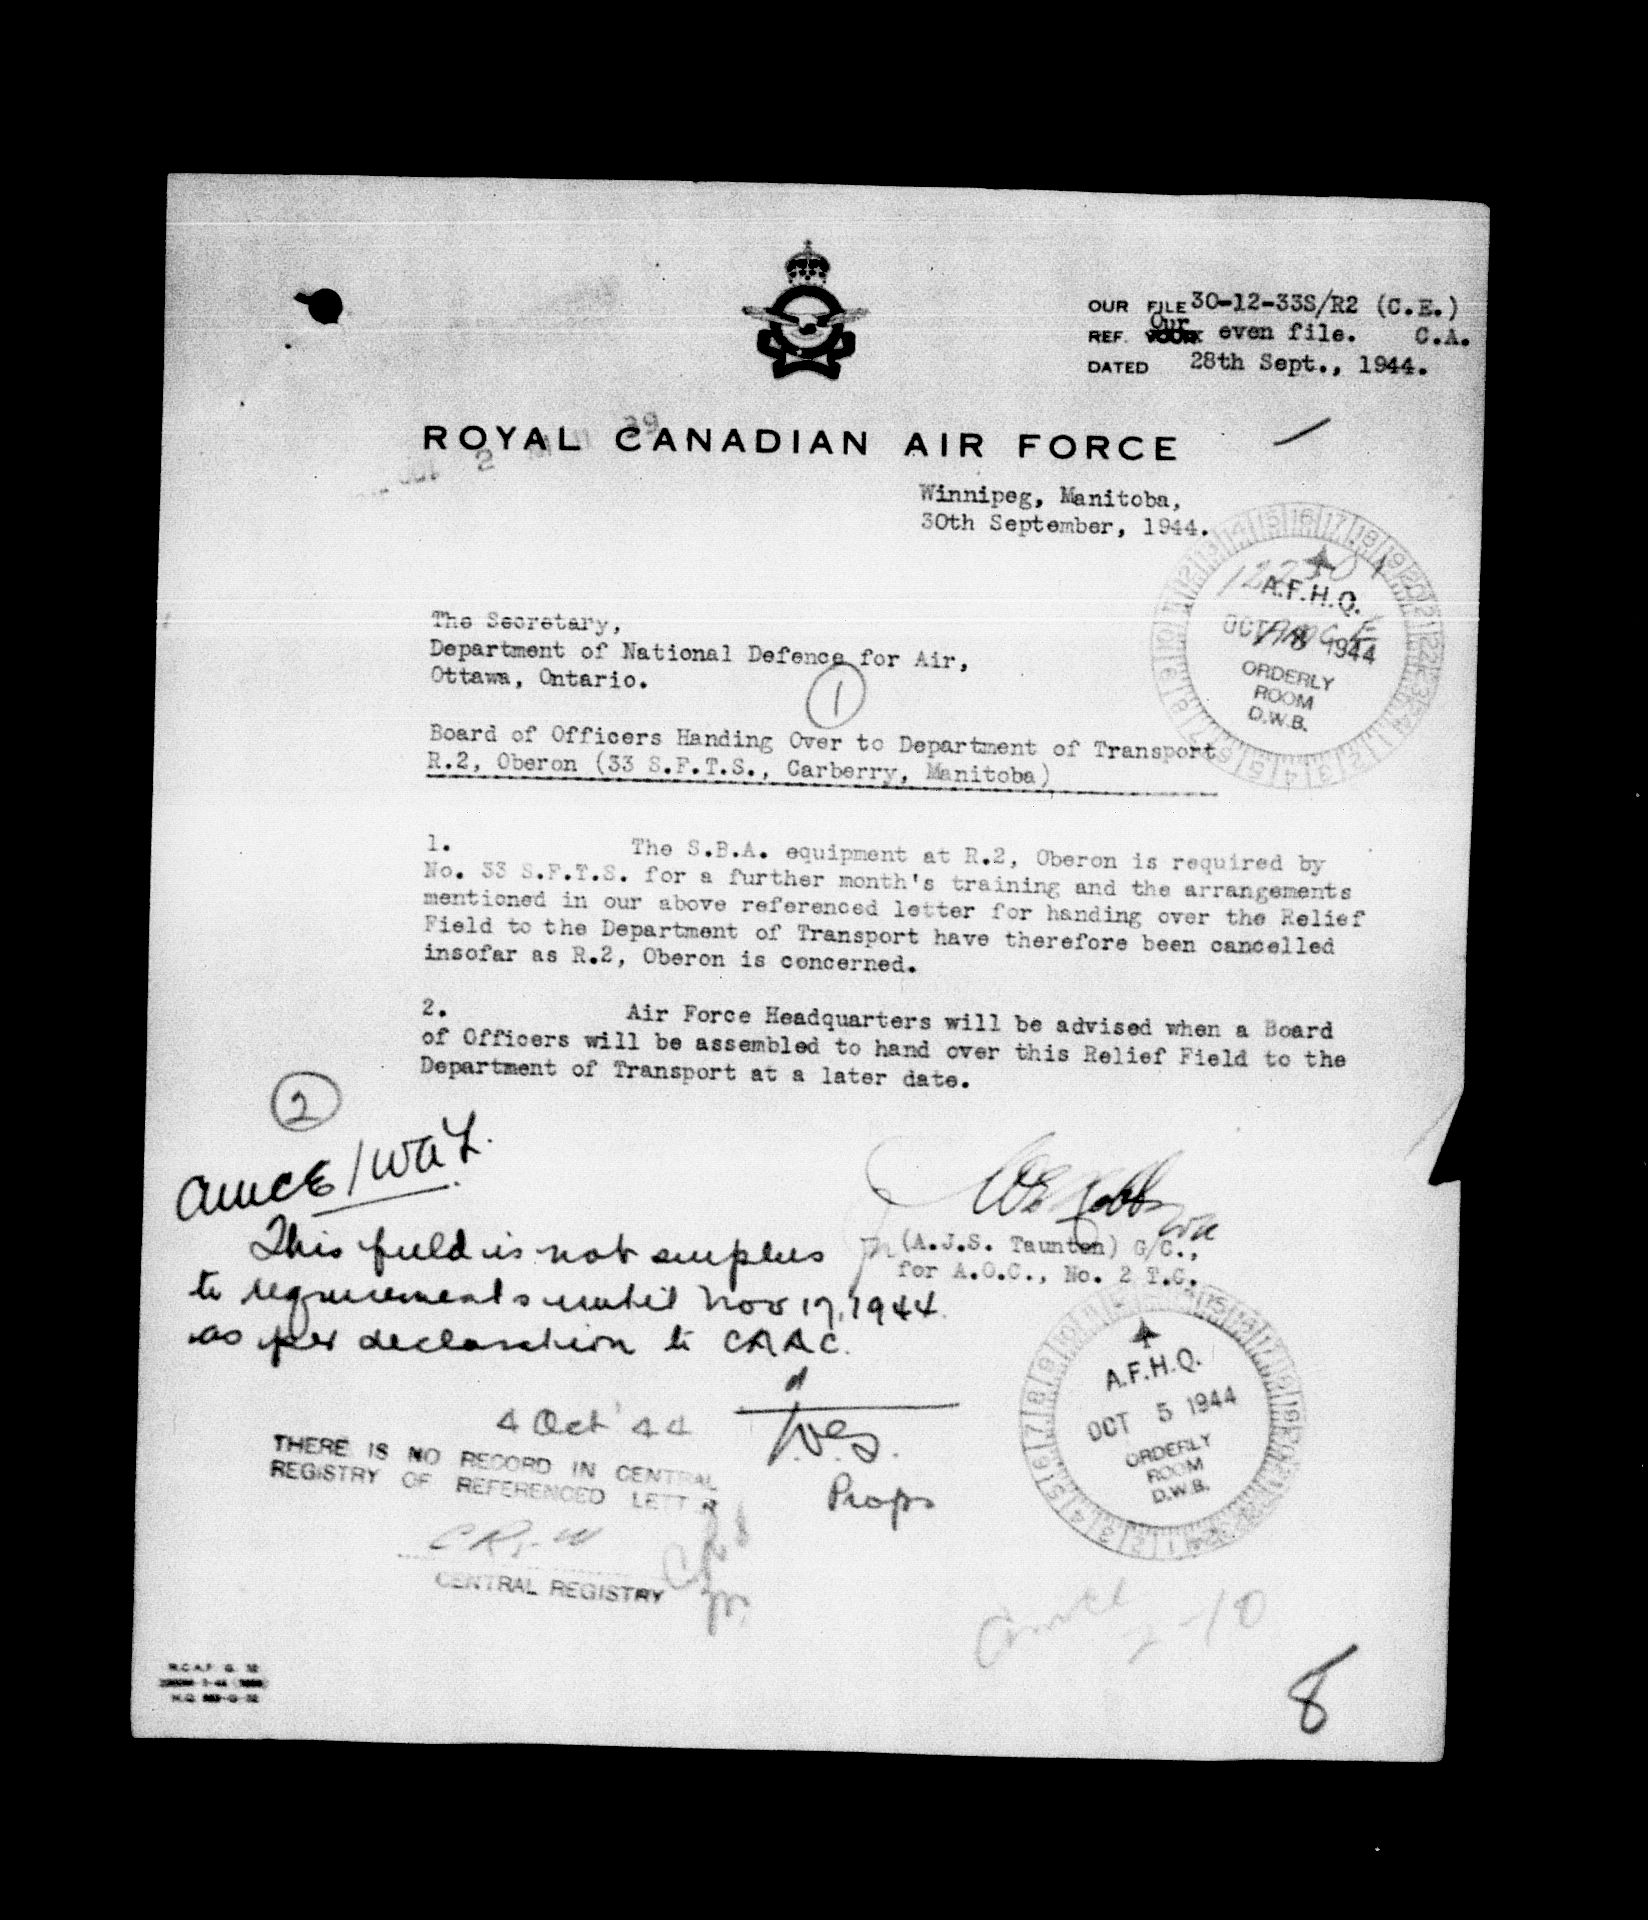 OUR FILE 30-12-33S/R2 (C.E.)
REF. Our even file. C.A.
DATED 28th Sept., 1944.
ROYAL CANADIAN AIR FORCE
Winnipeg, Manitoba,
30th September, 1944.
A.F.H.Q.
OCT 1944
ORDERLY
ROOM
D.W.B.
The Secretary,
Department of National Defence for Air,
Ottawa, Ontario.
1
Board of Officers Handing Over to Department of Transport
R.2, Oberon (33 S.F.T.S., Carberry, Manitoba)
1. The S.B.A. equipment at R.2, Oberon is required by
No. 33 S.F.T.S. for a further month's training and the arrangements
mentioned in our above referenced letter for handing over the Relief
Field to the Department of Transport have therefore been cancelled
insofar as R.2, Oberon is concerned.
2. Air Force Headquarters will be advised when a Board
of Officers will be assembled to hand over this Relief Field to the
Department of Transport at a later date.
2
AMCE/WAL.
This field is not surplus
to requirements until Nov 17, 1944
as per declaration to CAAC.
(A.J.S. Taunton) G/C.,
for A.O.C., No. 2 T.C.
4 Oct '44
Props
THERE IS NO RECORD IN CENTRAL
REGISTRY OF REFERENCED LETT R
CENTRAL REGISTRY
A.F.H.Q.
OCT 5 1944
ORDERLY
ROOM
D.W.B.
R.C.A.F. G. 32
8